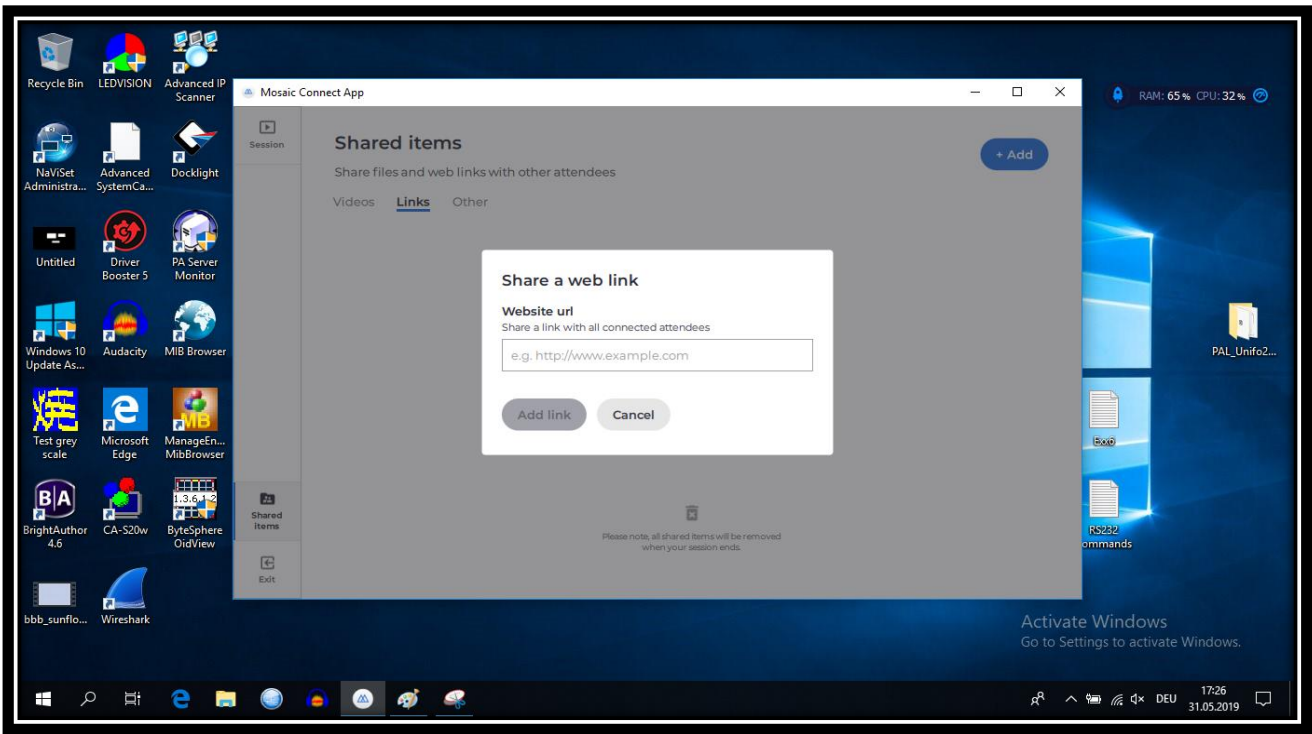 Recycle Bin
LEDVISION
Advanced IP
Scanner
NaViSet
Administra...
Advanced
SystemCa...
Docklight
Untitled
Driver
Booster 5
PA Server
Monitor
Windows 10
Update As...
Audacity
MIB Browser
Test grey
scale
Microsoft
Edge
ManageEn...
MibBrowser
B|A
BrightAuthor
4.6
CA-S20w
1.3.6.1.2
ByteSphere
OidView
bbb_sunflo...
Wireshark
Mosaic Connect App
Session
Shared items
Share files and web links with other attendees
+ Add
Videos Links Other
Share a web link
Website url
Share a link with all connected attendees
e.g. http://www.example.com
Add link
Cancel
Shared
items
Exit
Please note, all shared items will be removed
when your session ends.
RAM: 65% CPU: 32%
PAL_Unifo2...
RS232
ommands
Activate Windows
Go to Settings to activate Windows.
DEU
17:26
31.05.2019